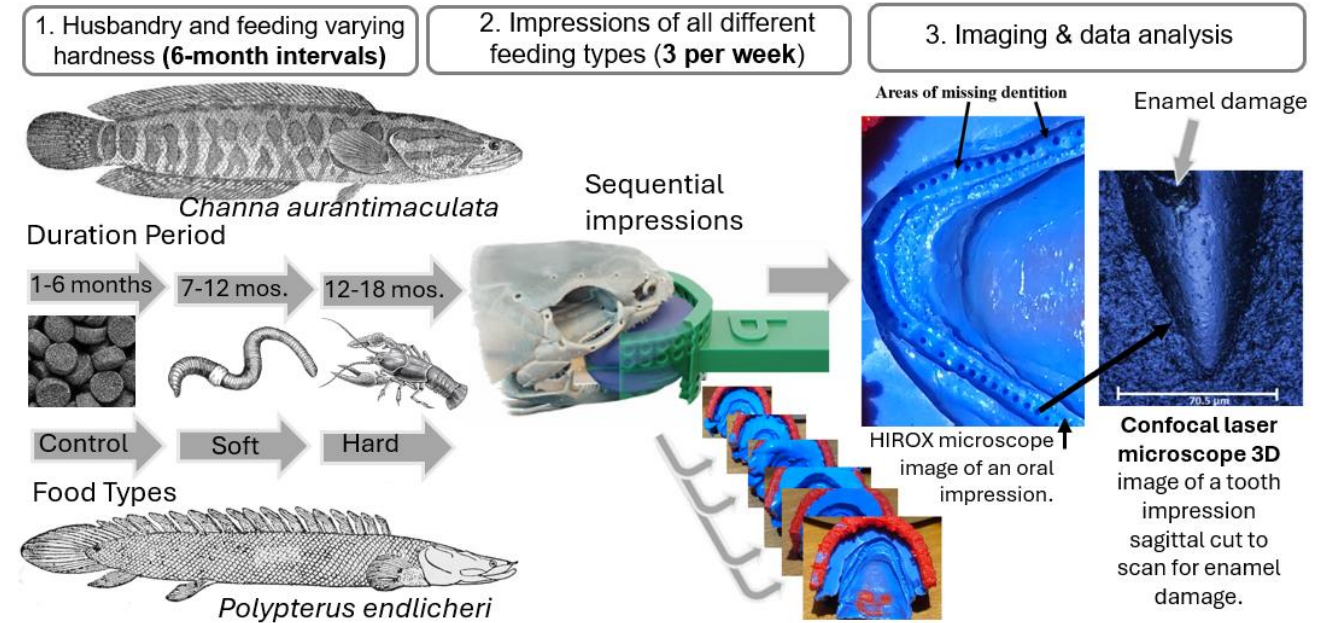 1. Husbandry and feeding varying
hardness (6-month intervals)
2. Impressions of all different
feeding types (3 per week)
3. Imaging & data analysis
Channa aurantimaculata
Duration Period
1-6 months
7-12 mos.
12-18 mos.
Control
Soft
Hard
Food Types
Polypterus endlicheri
Sequential
impressions
Areas of missing dentition
Enamel damage
70.5 µm
HIROX microscope
image of an oral
impression.
Confocal laser
microscope 3D
image of a tooth
impression
sagittal cut to
scan for enamel
damage.